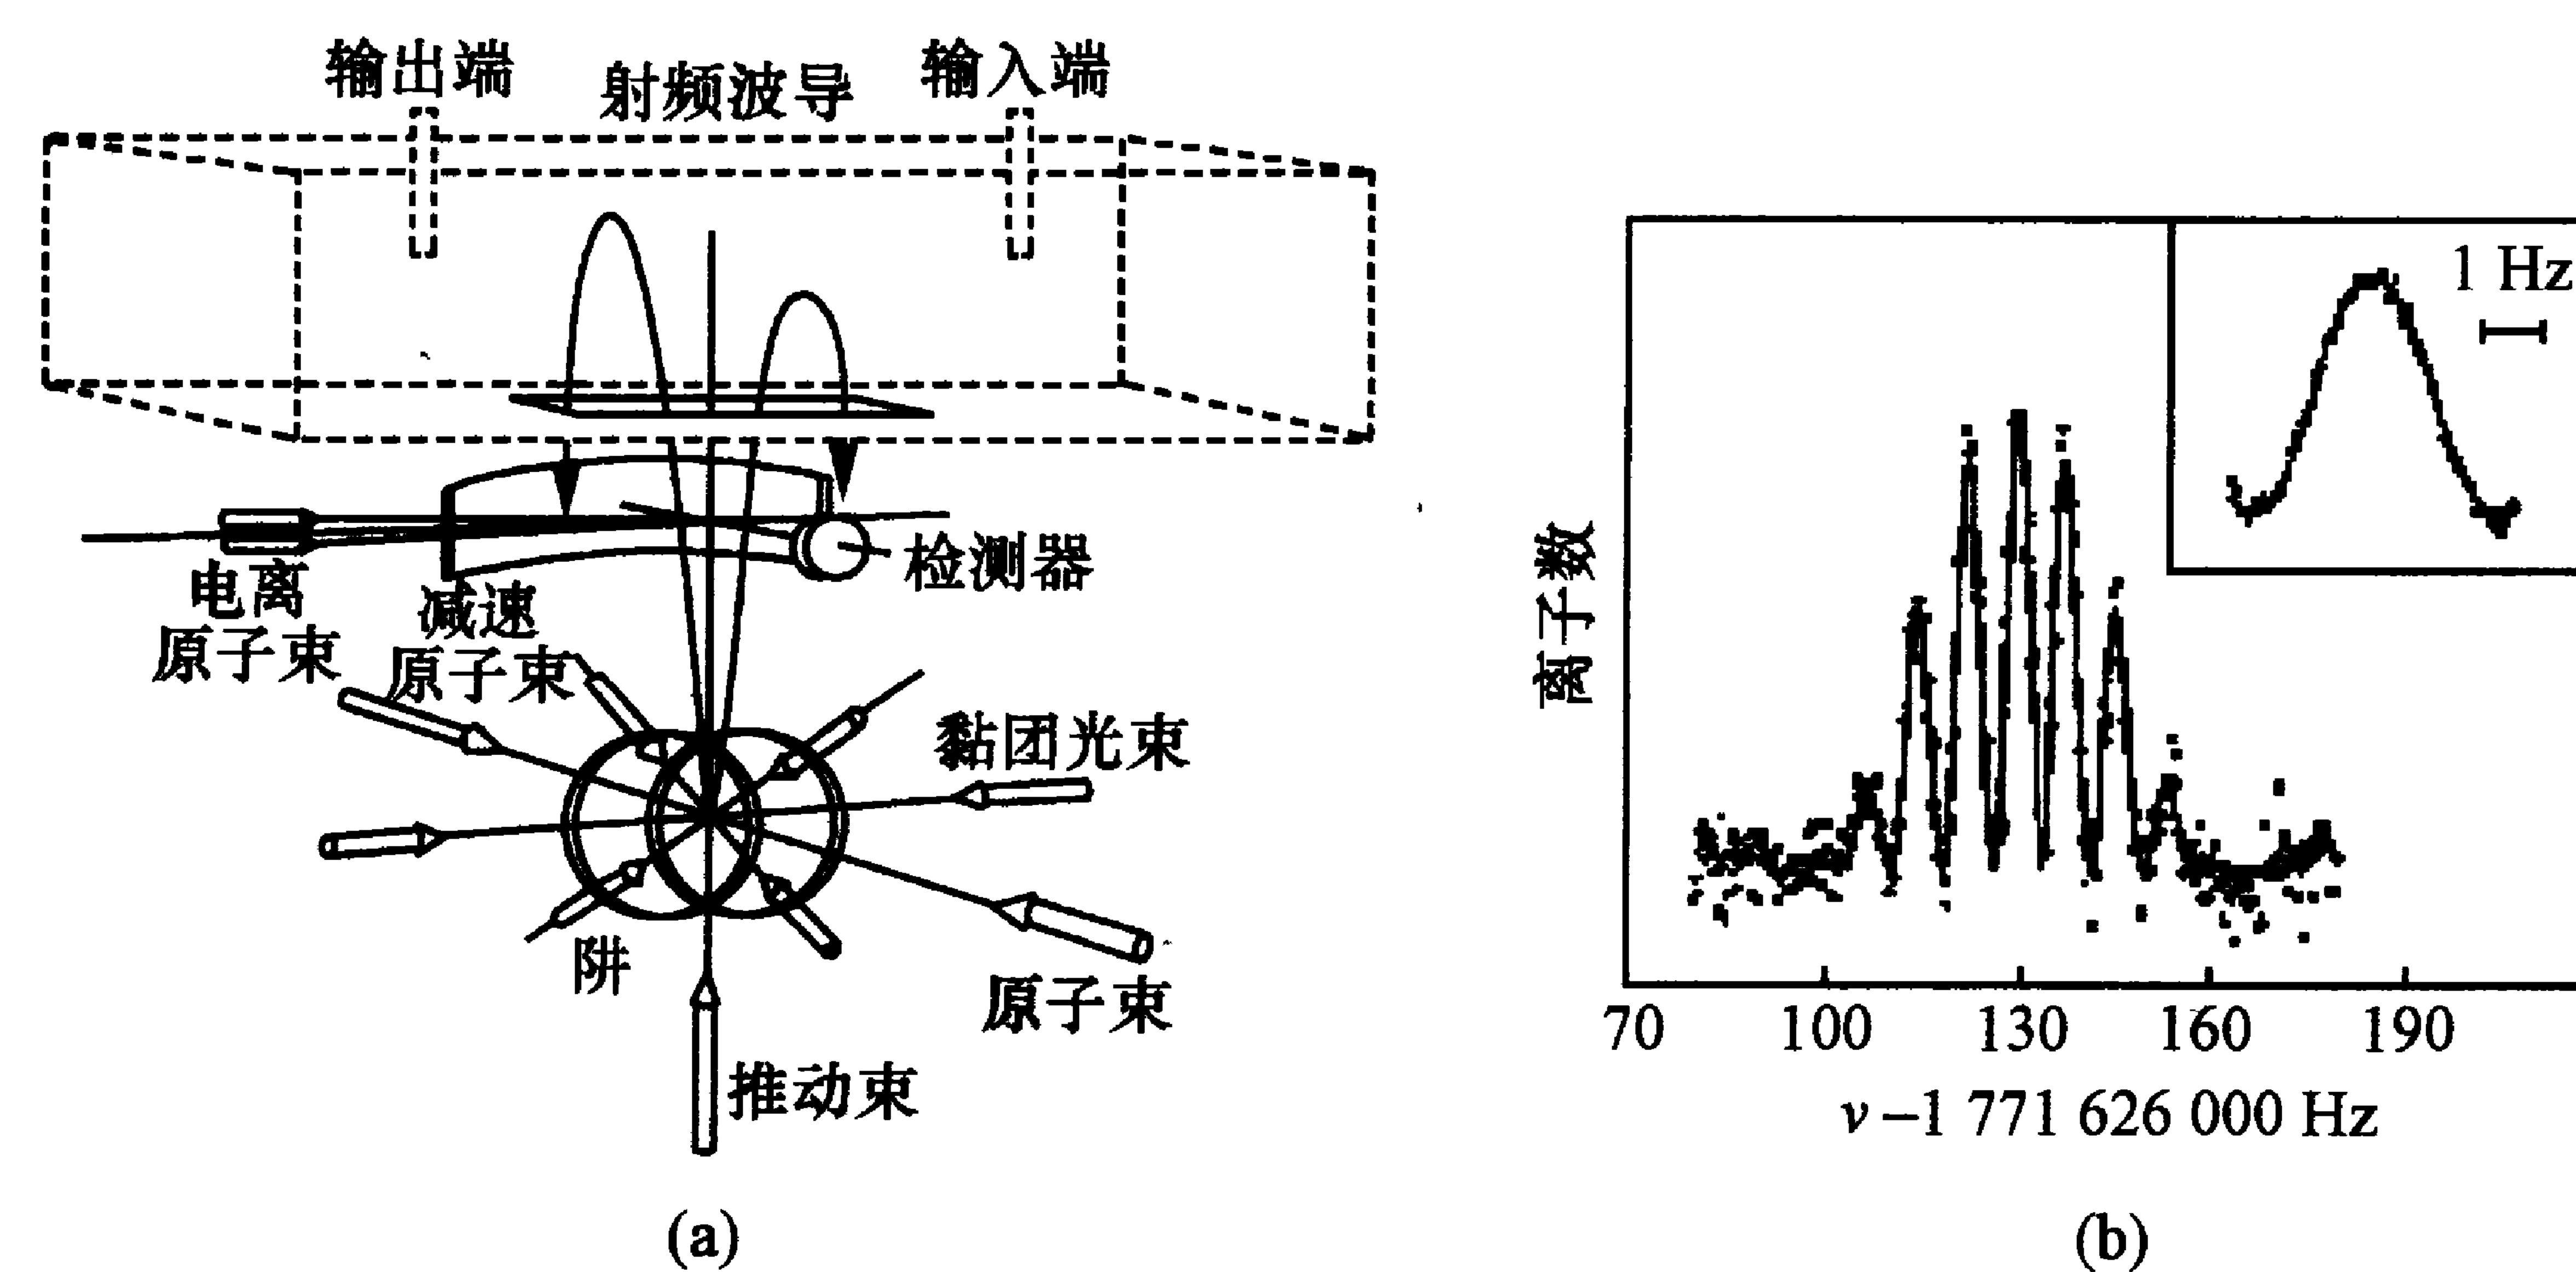 输出端
射频波导
输入端
电离
原子束
减速
原子束
检测器
黏团光束
阱
原子束
推动束
(a)
离子数
1 Hz
70 100 130 160 190
ν－1 771 626 000 Hz
(b)